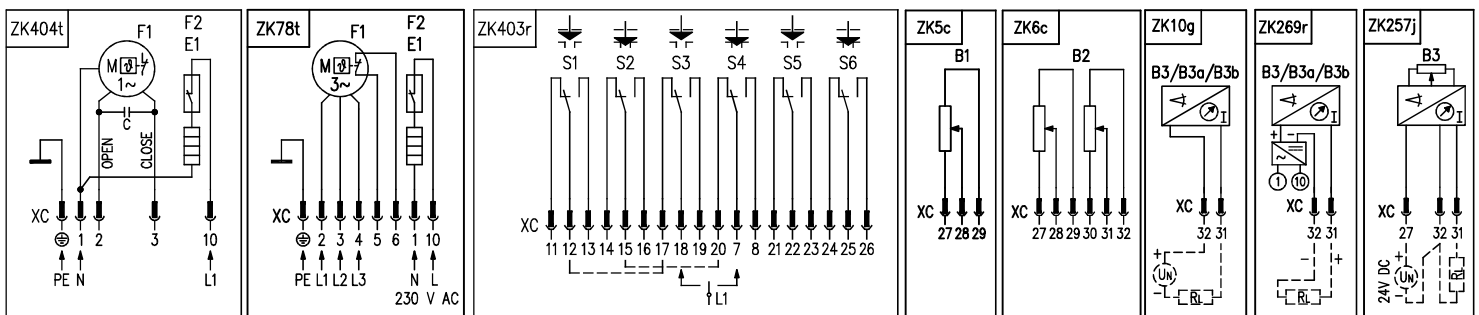 ZK404t
F1
F2
E1
M ϑ
1~
C
OPEN
CLOSE
XC
1 2 3 10
PE N L1
ZK78t
F1
F2
E1
M ϑ
3~
XC
2 3 4 5 6 1 10
PE L1 L2 L3 N L
230 V AC
ZK403r
S1 S2 S3 S4 S5 S6
XC
11 12 13 14 15 16 17 18 19 20 7 8 21 22 23 24 25 26
L1
ZK5c
B1
XC
27 28 29
ZK6c
B2
XC
27 28 29 30 31 32
ZK10g
B3/B3a/B3b
I
XC
32 31
+
UN
-
RL
ZK269r
B3/B3a/B3b
I
+ -
1 10
XC
32 31
- +
RL
ZK257j
B3
I
XC
27 32 31
24V DC
+
UN
-
RL